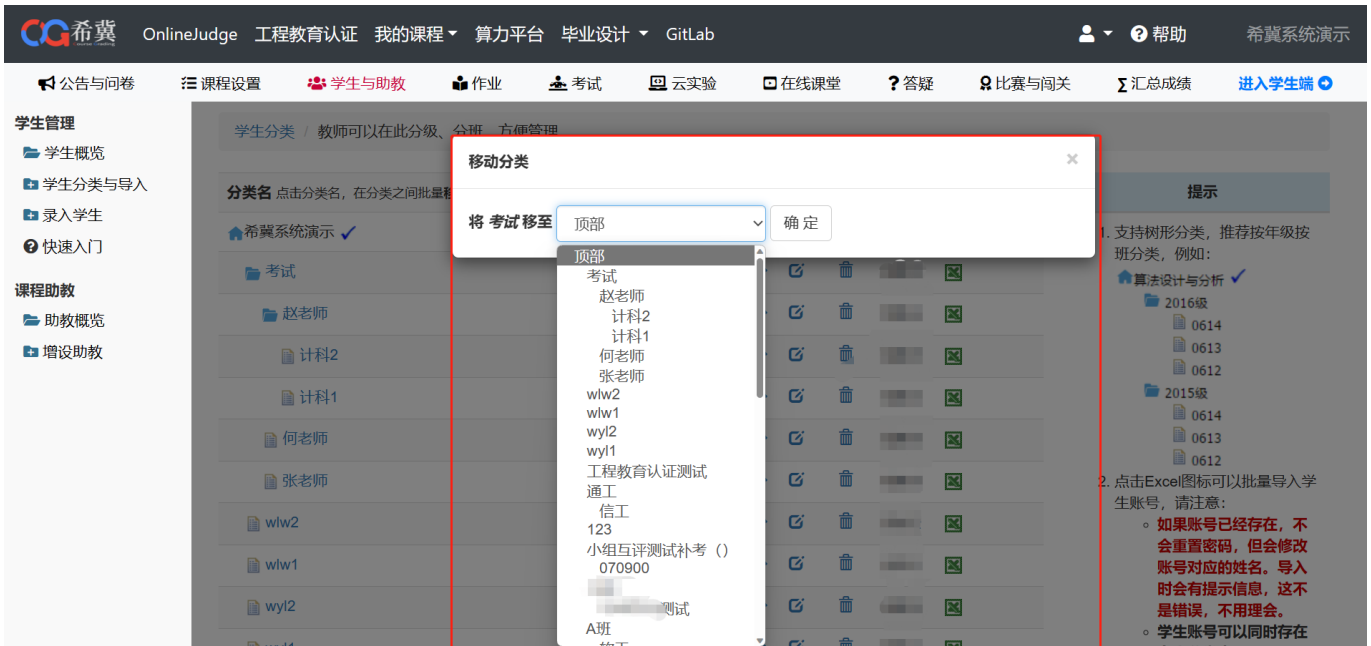 CG希冀 OnlineJudge 工程教育认证 我的课程 算力平台 毕业设计 GitLab 帮助 希冀系统演示
公告与问卷 课程设置 学生与助教 作业 考试 云实验 在线课堂 答疑 比赛与闯关 汇总成绩 进入学生端
学生管理
学生概览
学生分类与导入
录入学生
快速入门
课程助教
助教概览
增设助教
学生分类 / 教师可以在此分级、分班，方便管理
分类名 点击分类名，在分类之间批量移
希冀系统演示
考试
赵老师
计科2
计科1
何老师
张老师
wlw2
wlw1
wyl2
移动分类 ×
将 考试 移至 顶部 确 定
顶部
考试
赵老师
计科2
计科1
何老师
张老师
wlw2
wlw1
wyl2
wyl1
工程教育认证测试
通工
信工
123
小组互评测试补考（）
070900
测试
A班
提示
1. 支持树形分类，推荐按年级按
班分类，例如：
算法设计与分析
2016级
0614
0613
0612
2015级
0614
0613
0612
2. 点击Excel图标可以批量导入学
生账号，请注意：
如果账号已经存在，不
会重置密码，但会修改
账号对应的姓名。导入
时会有提示信息，这不
是错误，不用理会。
学生账号可以同时存在